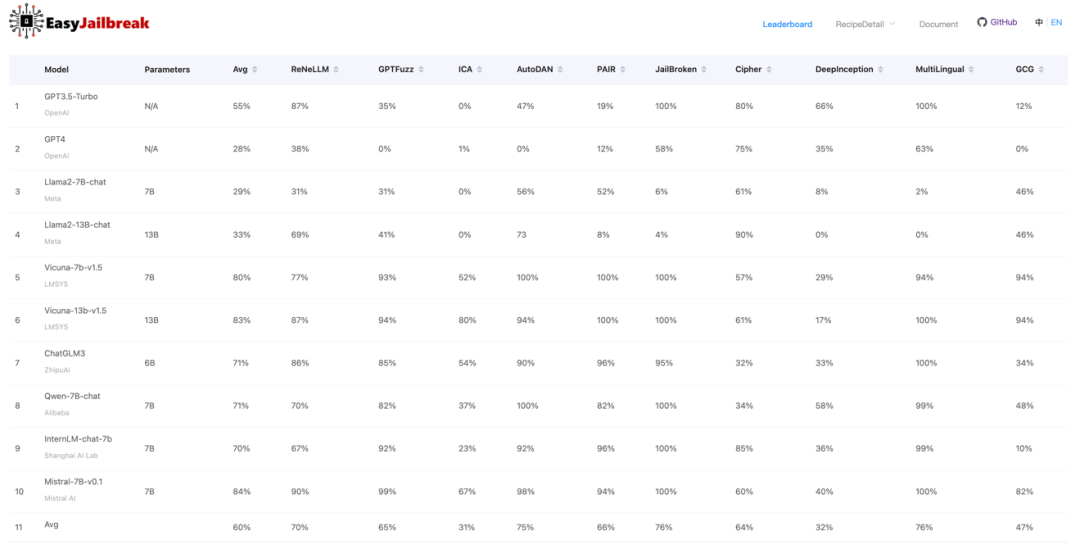 EasyJailbreak
Leaderboard RecipeDetail Document GitHub 中 EN
Model Parameters Avg ReNeLLM GPTFuzz ICA AutoDAN PAIR JailBroken Cipher DeepInception MultiLingual GCG
1 GPT3.5-Turbo N/A 55% 87% 35% 0% 47% 19% 100% 80% 66% 100% 12%
OpenAI
2 GPT4 N/A 28% 38% 0% 1% 0% 12% 58% 75% 35% 63% 0%
OpenAI
3 Llama2-7B-chat 7B 29% 31% 31% 0% 56% 52% 6% 61% 8% 2% 46%
Meta
4 Llama2-13B-chat 13B 33% 69% 41% 0% 73 8% 4% 90% 0% 0% 46%
Meta
5 Vicuna-7b-v1.5 7B 80% 77% 93% 52% 100% 100% 100% 57% 29% 94% 94%
LMSYS
6 Vicuna-13b-v1.5 13B 83% 87% 94% 80% 94% 100% 100% 61% 17% 100% 94%
LMSYS
7 ChatGLM3 6B 71% 86% 85% 54% 90% 96% 95% 32% 33% 100% 34%
ZhipuAI
8 Qwen-7B-chat 7B 71% 70% 82% 37% 100% 82% 100% 34% 58% 99% 48%
Alibaba
9 InternLM-chat-7b 7B 70% 67% 92% 23% 92% 96% 100% 85% 36% 99% 10%
Shanghai AI Lab
10 Mistral-7B-v0.1 7B 84% 90% 99% 67% 98% 94% 100% 60% 40% 100% 82%
Mistral AI
11 Avg 60% 70% 65% 31% 75% 66% 76% 64% 32% 76% 47%